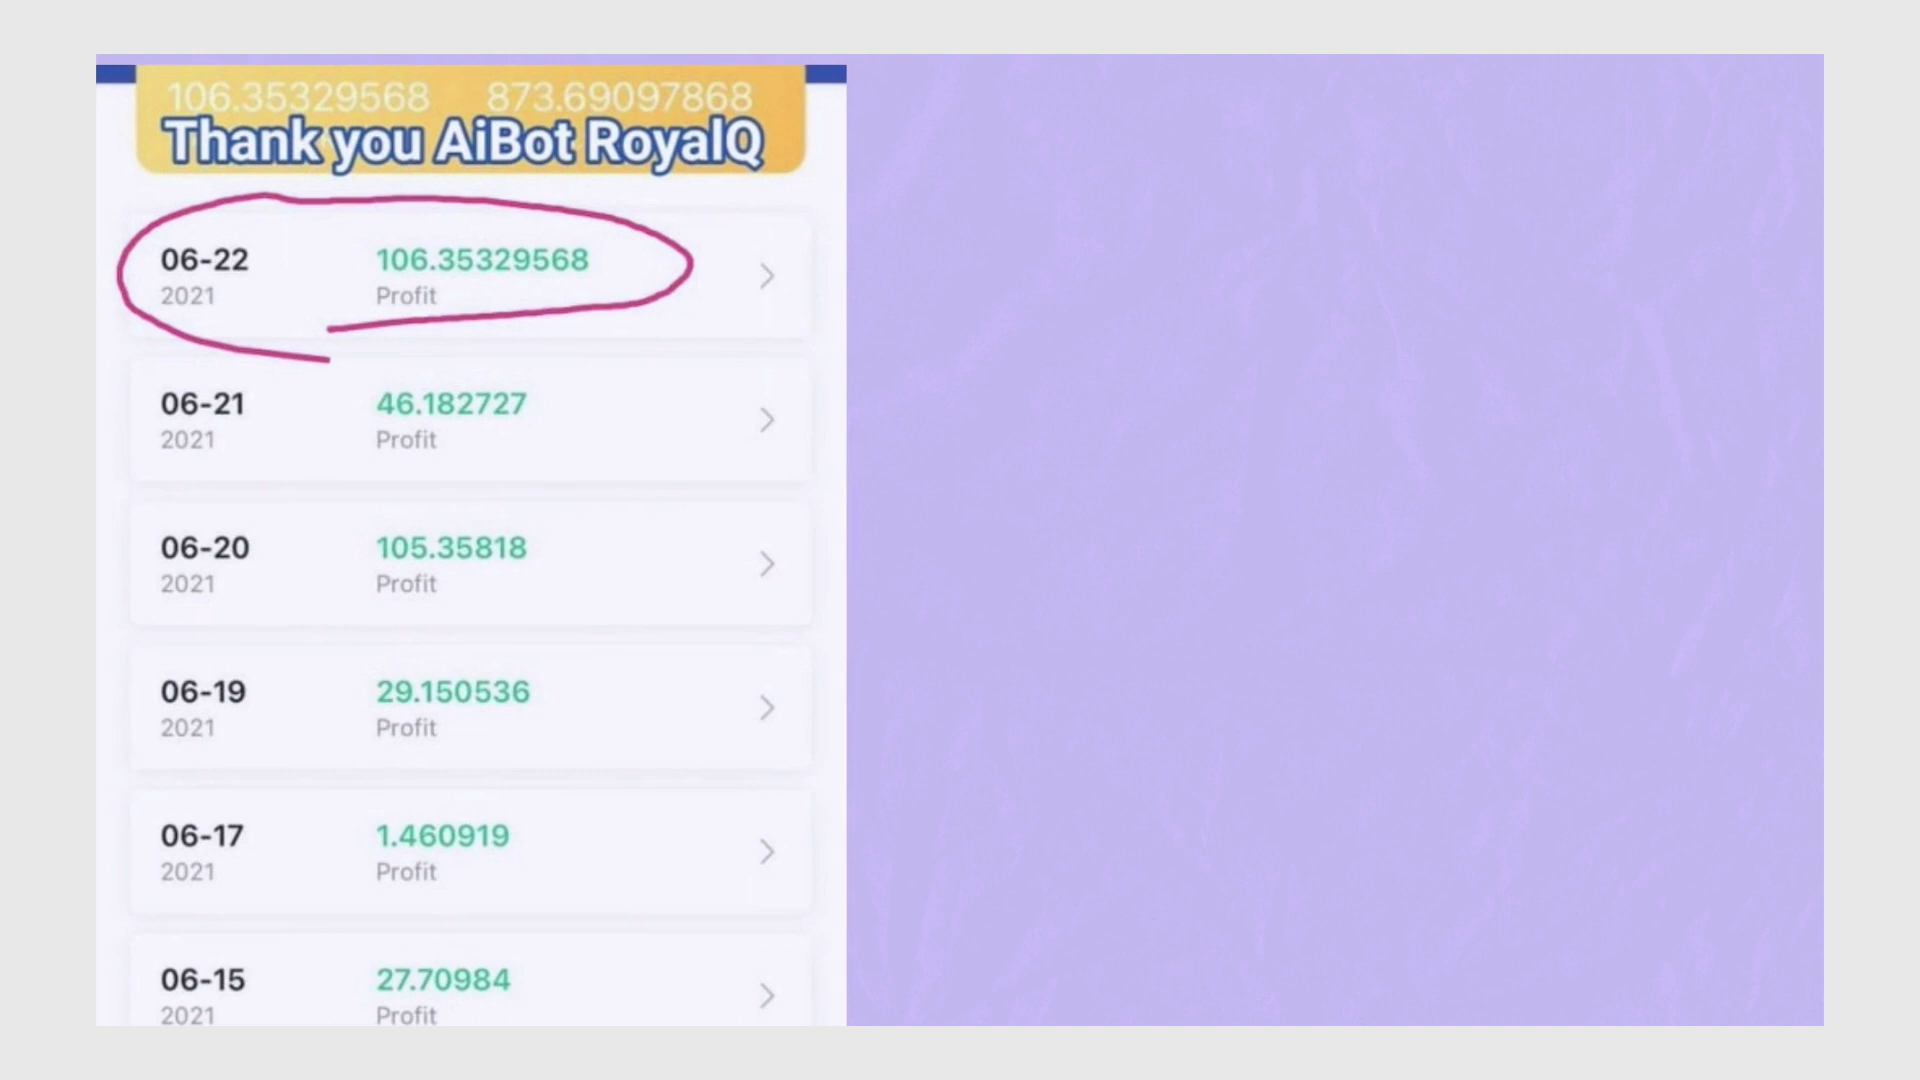 106.35329568 873.69097868
Thank you AiBot RoyalQ
06-22 106.35329568
2021 Profit
06-21 46.182727
2021 Profit
06-20 105.35818
2021 Profit
06-19 29.150536
2021 Profit
06-17 1.460919
2021 Profit
06-15 27.70984
2021 Profit